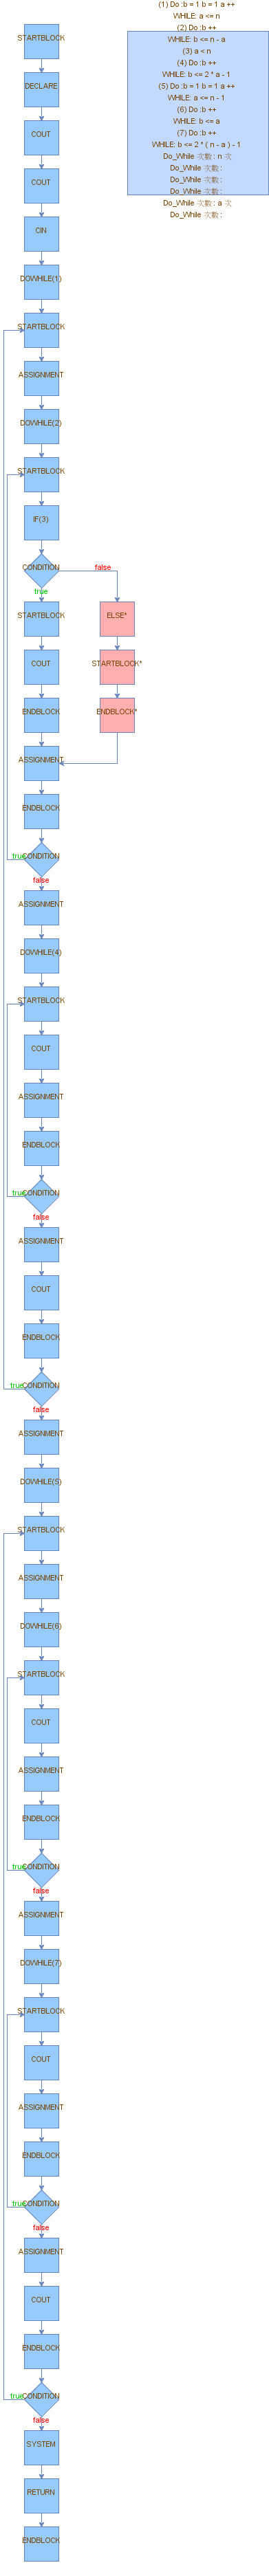 (1) Do :b = 1 b = 1 a ++
WHILE: a <= n
(2) Do :b ++
WHILE: b <= n - a
(3) a < n
(4) Do :b ++
WHILE: b <= 2 * a - 1
(5) Do :b = 1 b = 1 a ++
WHILE: a <= n - 1
(6) Do :b ++
WHILE: b <= a
(7) Do :b ++
WHILE: b <= 2 * ( n - a ) - 1
Do_While 次數 : n 次
Do_While 次數 :
Do_While 次數 :
Do_While 次數 :
Do_While 次數 : a 次
Do_While 次數 :
STARTBLOCK
DECLARE
COUT
COUT
CIN
DOWHILE(1)
STARTBLOCK
ASSIGNMENT
DOWHILE(2)
STARTBLOCK
IF(3)
CONDITION
false
true
STARTBLOCK
ELSE*
COUT
STARTBLOCK*
ENDBLOCK
ENDBLOCK*
ASSIGNMENT
ENDBLOCK
true
CONDITION
false
ASSIGNMENT
DOWHILE(4)
STARTBLOCK
COUT
ASSIGNMENT
ENDBLOCK
true
CONDITION
false
ASSIGNMENT
COUT
ENDBLOCK
true
CONDITION
false
ASSIGNMENT
DOWHILE(5)
STARTBLOCK
ASSIGNMENT
DOWHILE(6)
STARTBLOCK
COUT
ASSIGNMENT
ENDBLOCK
true
CONDITION
false
ASSIGNMENT
DOWHILE(7)
STARTBLOCK
COUT
ASSIGNMENT
ENDBLOCK
true
CONDITION
false
ASSIGNMENT
COUT
ENDBLOCK
true
CONDITION
false
SYSTEM
RETURN
ENDBLOCK